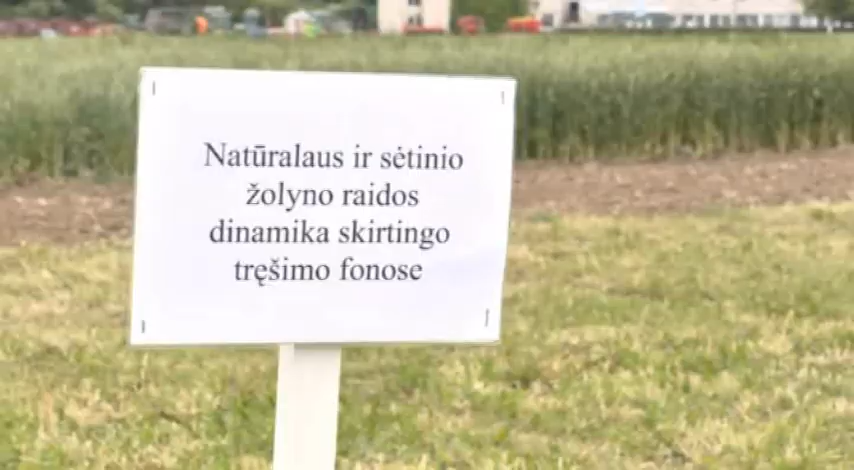 Natūralaus ir sėtinio
žolyno raidos
dinamika skirtingo
tręšimo fonose